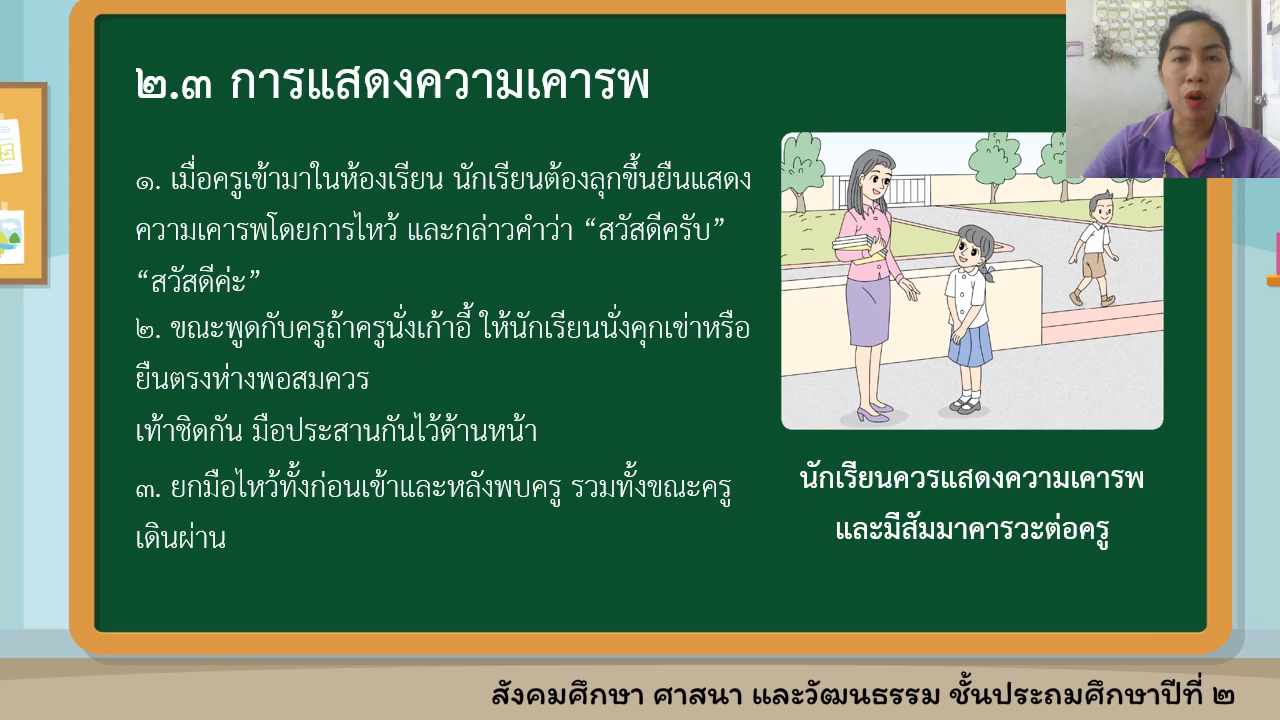 ๒.๓ การแสดงความเคารพ
๑. เมื่อครูเข้ามาในห้องเรียน นักเรียนต้องลุกขึ้นยืนแสดง
ความเคารพโดยการไหว้ และกล่าวคำว่า “สวัสดีครับ”
“สวัสดีค่ะ”
๒. ขณะพูดกับครูถ้าครูนั่งเก้าอี้ ให้นักเรียนนั่งคุกเข่าหรือ
ยืนตรงห่างพอสมควร
เท้าชิดกัน มือประสานกันไว้ด้านหน้า
๓. ยกมือไหว้ทั้งก่อนเข้าและหลังพบครู รวมทั้งขณะครู
เดินผ่าน
นักเรียนควรแสดงความเคารพ
และมีสัมมาคารวะต่อครู
สังคมศึกษา ศาสนา และวัฒนธรรม ชั้นประถมศึกษาปีที่ ๒